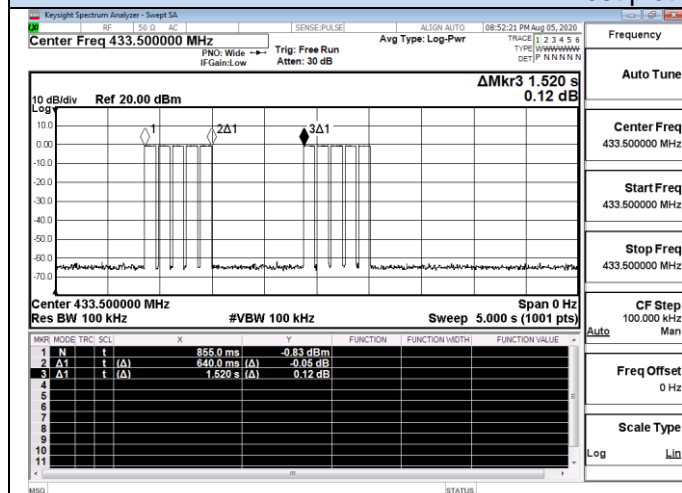 Keysight Spectrum Analyzer - Swept SA
RF 50 Ω AC SENSE:PULSE ALIGN AUTO 08:52:21 PM Aug 05, 2020
Center Freq 433.500000 MHz
PNO: Wide
IFGain:Low
Trig: Free Run
Atten: 30 dB
Avg Type: Log-Pwr
TRACE 1 2 3 4 5 6
TYPE WWWWWW
DET P N N N N N
ΔMkr3 1.520 s
0.12 dB
10 dB/div Ref 20.00 dBm
Log
10.0
0.00
-10.0
-20.0
-30.0
-40.0
-50.0
-60.0
-70.0
1
2Δ1
3Δ1
Center 433.500000 MHz Span 0 Hz
Res BW 100 kHz #VBW 100 kHz Sweep 5.000 s (1001 pts)
MKR MODE TRC SCL X Y FUNCTION FUNCTION WIDTH FUNCTION VALUE
1 N t 855.0 ms -0.83 dBm
2 Δ1 t (Δ) 640.0 ms (Δ) -0.05 dB
3 Δ1 t (Δ) 1.520 s (Δ) 0.12 dB
4
5
6
7
8
9
10
11
MSG STATUS
Frequency
Auto Tune
Center Freq
433.500000 MHz
Start Freq
433.500000 MHz
Stop Freq
433.500000 MHz
CF Step
100.000 kHz
Auto Man
Freq Offset
0 Hz
Scale Type
Log Lin